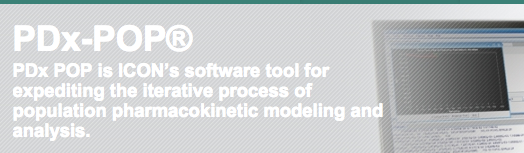 PDx-POP®
PDx POP is ICON's software tool for
expediting the iterative process of
population pharmacokinetic modeling and
analysis.